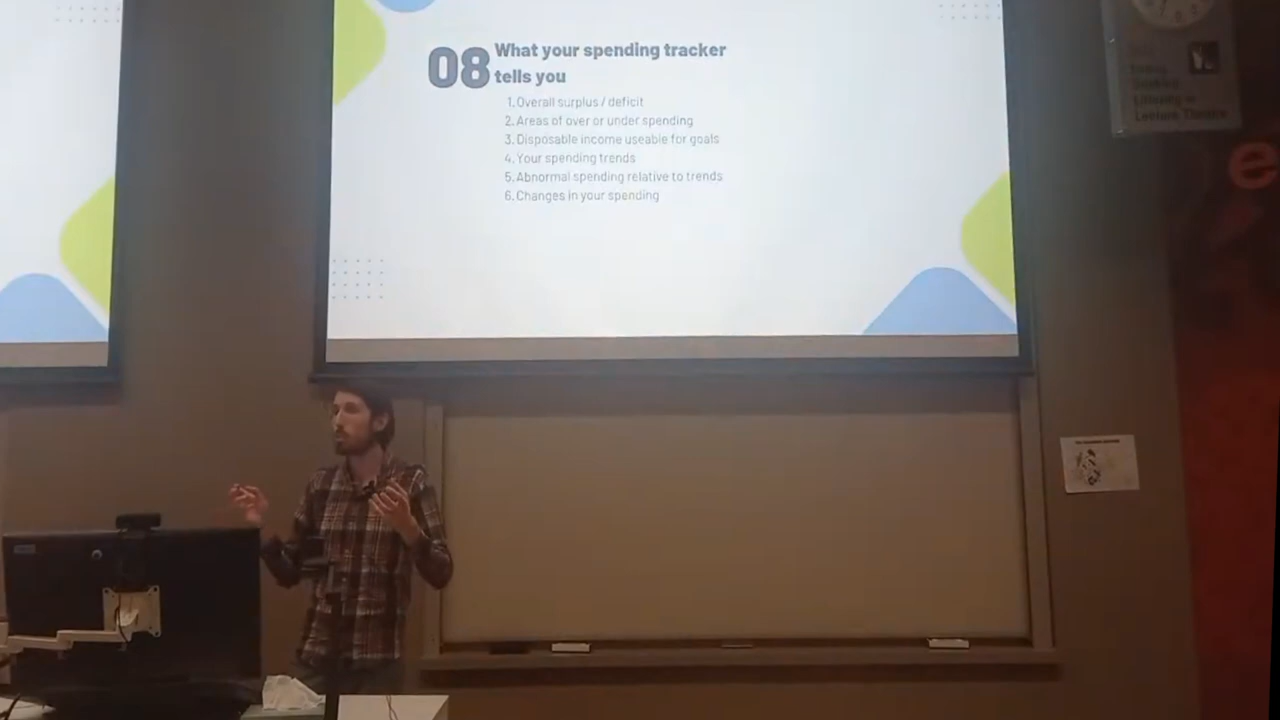 08
What your spending tracker
tells you
1. Overall surplus / deficit
2. Areas of over or under spending
3. Disposable income useable for goals
4. Your spending trends
5. Abnormal spending relative to trends
6. Changes in your spending
Lecture Theatre
e